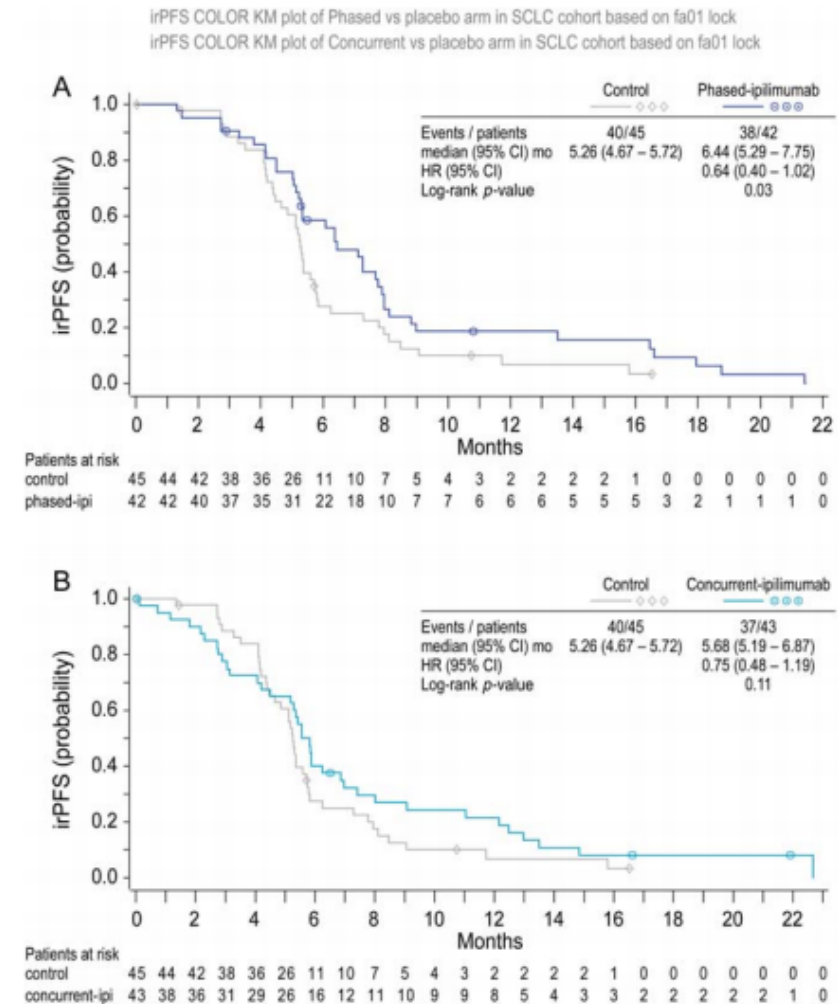 irPFS COLOR KM plot of Phased vs placebo arm in SCLC cohort based on fa01 lock
irPFS COLOR KM plot of Concurrent vs placebo arm in SCLC cohort based on fa01 lock
A
Control Phased-ipilimumab
Events / patients 40/45 38/42
median (95% CI) mo 5.26 (4.67 – 5.72) 6.44 (5.29 – 7.75)
HR (95% CI) 0.64 (0.40 – 1.02)
Log-rank p-value 0.03
irPFS (probability)
1.0
0.8
0.6
0.4
0.2
0.0
0 2 4 6 8 10 12 14 16 18 20 22
Months
Patients at risk
control 45 44 42 38 36 26 11 10 7 5 4 3 2 2 2 2 1 0 0 0 0 0 0
phased-ipi 42 42 40 37 35 31 22 18 10 7 7 6 6 6 5 5 5 3 2 1 1 1 0
B
Control Concurrent-ipilimumab
Events / patients 40/45 37/43
median (95% CI) mo 5.26 (4.67 – 5.72) 5.68 (5.19 – 6.87)
HR (95% CI) 0.75 (0.48 – 1.19)
Log-rank p-value 0.11
irPFS (probability)
1.0
0.8
0.6
0.4
0.2
0.0
0 2 4 6 8 10 12 14 16 18 20 22
Months
Patients at risk
control 45 44 42 38 36 26 11 10 7 5 4 3 2 2 2 2 1 0 0 0 0 0 0 0
concurrent-ipi 43 38 36 31 29 26 16 12 11 10 9 9 8 5 4 3 3 2 2 2 2 2 1 0